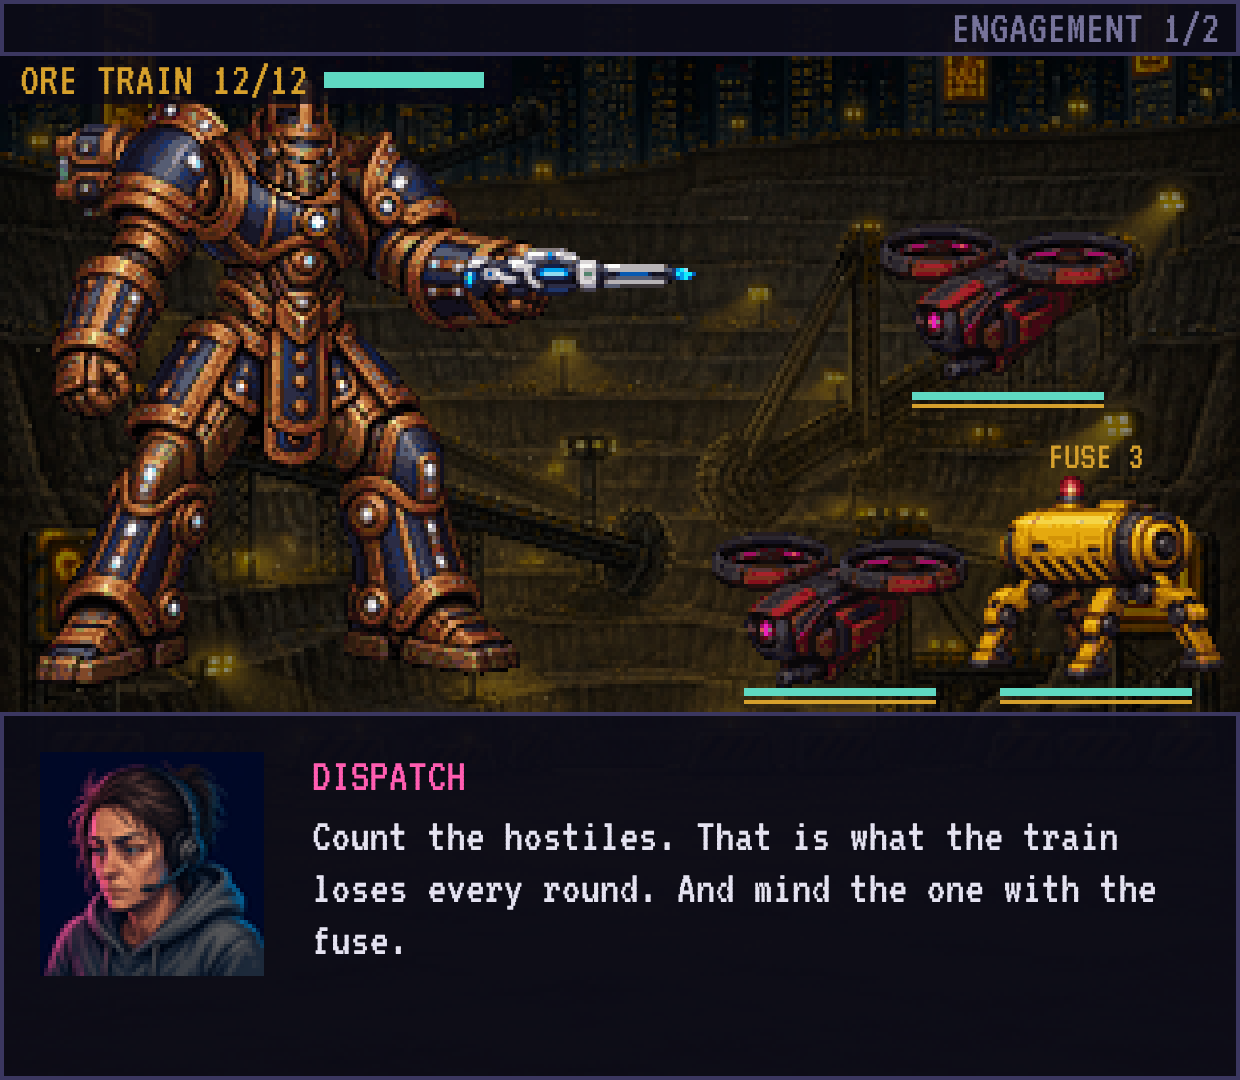 ENGAGEMENT 1/2
ORE TRAIN 12/12
FUSE 3
DISPATCH
Count the hostiles. That is what the train
loses every round. And mind the one with the
fuse.